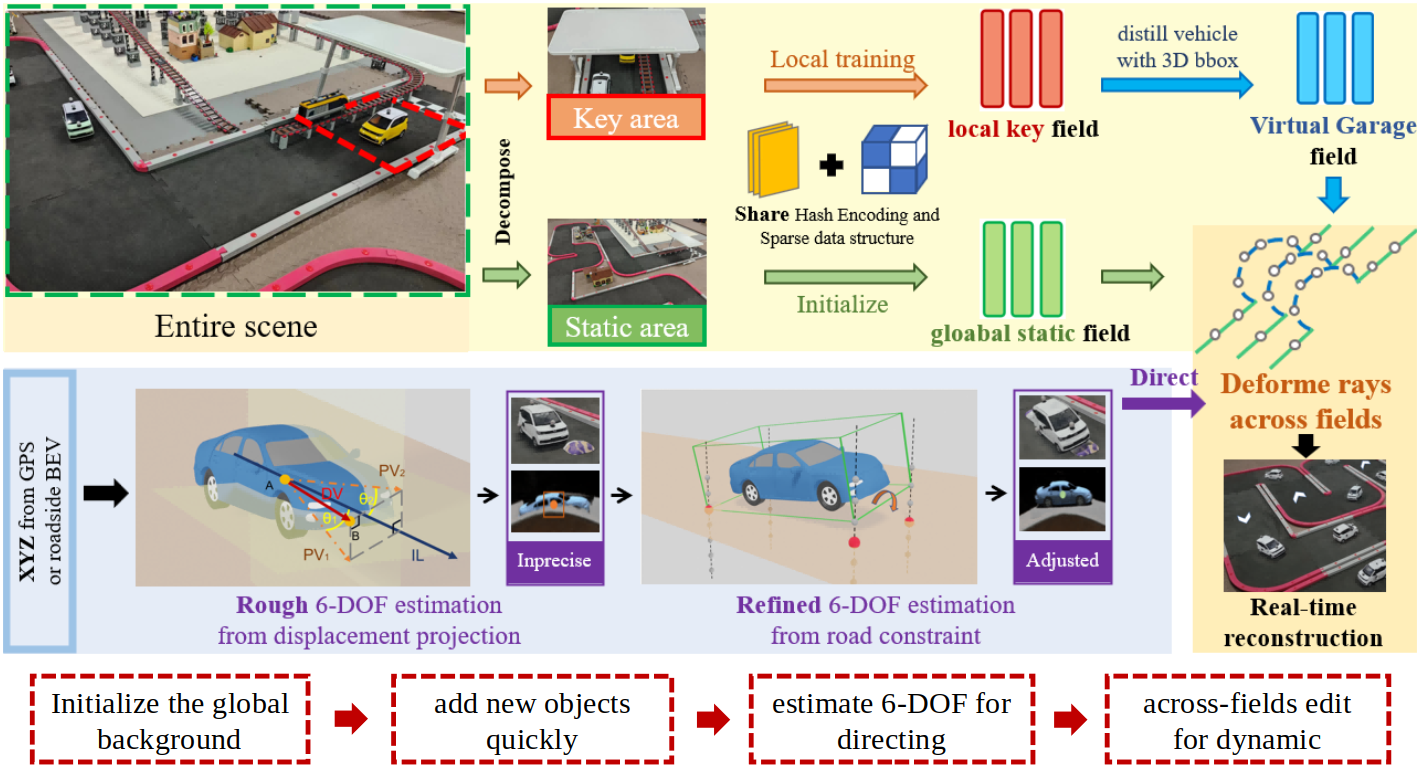 Entire scene
Decompose
Key area
Static area
Local training
Share Hash Encoding and
Sparse data structure
Initialize
local key field
gloabal static field
distill vehicle
with 3D bbox
Virtual Garage
field
Direct
Deforme rays
across fields
Real-time
reconstruction
XYZ from GPS
or roadside BEV
A
DV
PV₂
θ₂
θ₁
B
PV₁
IL
Inprecise
Rough 6-DOF estimation
from displacement projection
Adjusted
Refined 6-DOF estimation
from road constraint
Initialize the global
background
add new objects
quickly
estimate 6-DOF for
directing
across-fields edit
for dynamic